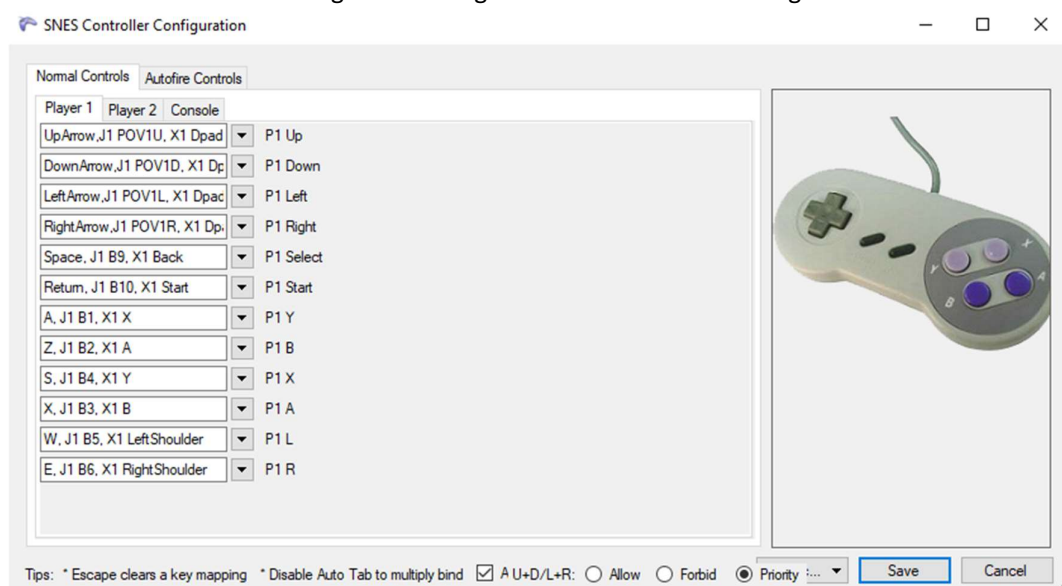 SNES Controller Configuration
Normal Controls Autofire Controls
Player 1 Player 2 Console
UpArrow,J1 POV1U, X1 Dpad P1 Up
DownArrow,J1 POV1D, X1 Dp P1 Down
LeftArrow,J1 POV1L, X1 Dpac P1 Left
RightArrow,J1 POV1R, X1 Dp P1 Right
Space, J1 B9, X1 Back P1 Select
Return, J1 B10, X1 Start P1 Start
A, J1 B1, X1 X P1 Y
Z, J1 B2, X1 A P1 B
S, J1 B4, X1 Y P1 X
X, J1 B3, X1 B P1 A
W, J1 B5, X1 LeftShoulder P1 L
E, J1 B6, X1 RightShoulder P1 R
X
Y
A
B
Tips: * Escape clears a key mapping * Disable Auto Tab to multiply bind A U+D/L+R: Allow Forbid Priority :... Save Cancel